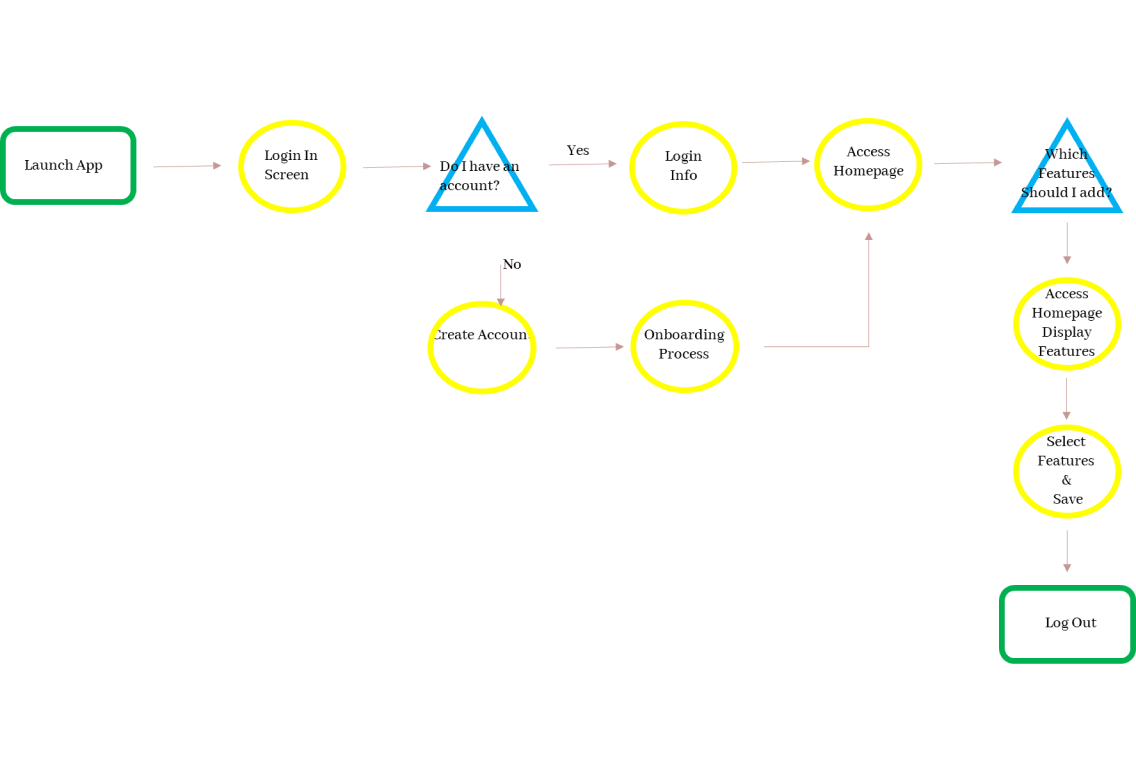 Launch App
Login In
Screen
Do I have an
account?
Yes
Login
Info
Access
Homepage
Which
Features
Should I add?
No
Create Accoun
Onboarding
Process
Access
Homepage
Display
Features
Select
Features
&
Save
Log Out